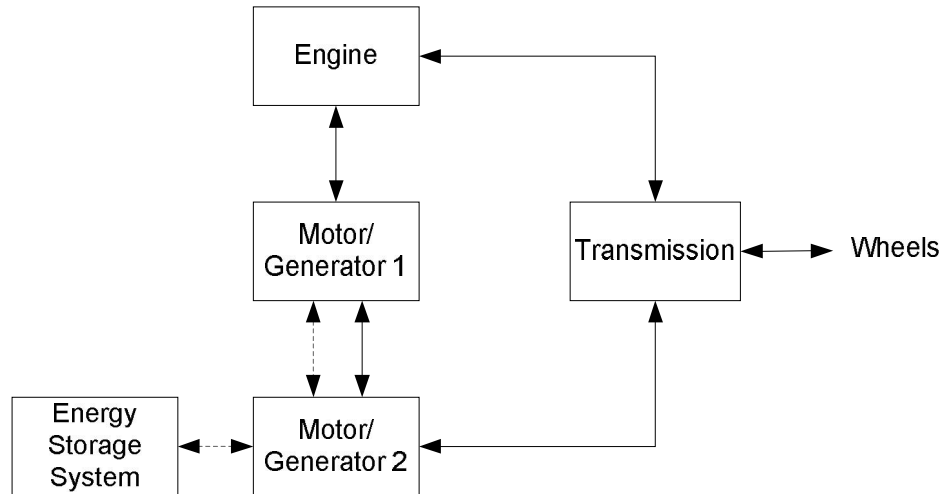 Engine
Motor/
Generator 1
Transmission
Wheels
Energy
Storage
System
Motor/
Generator 2